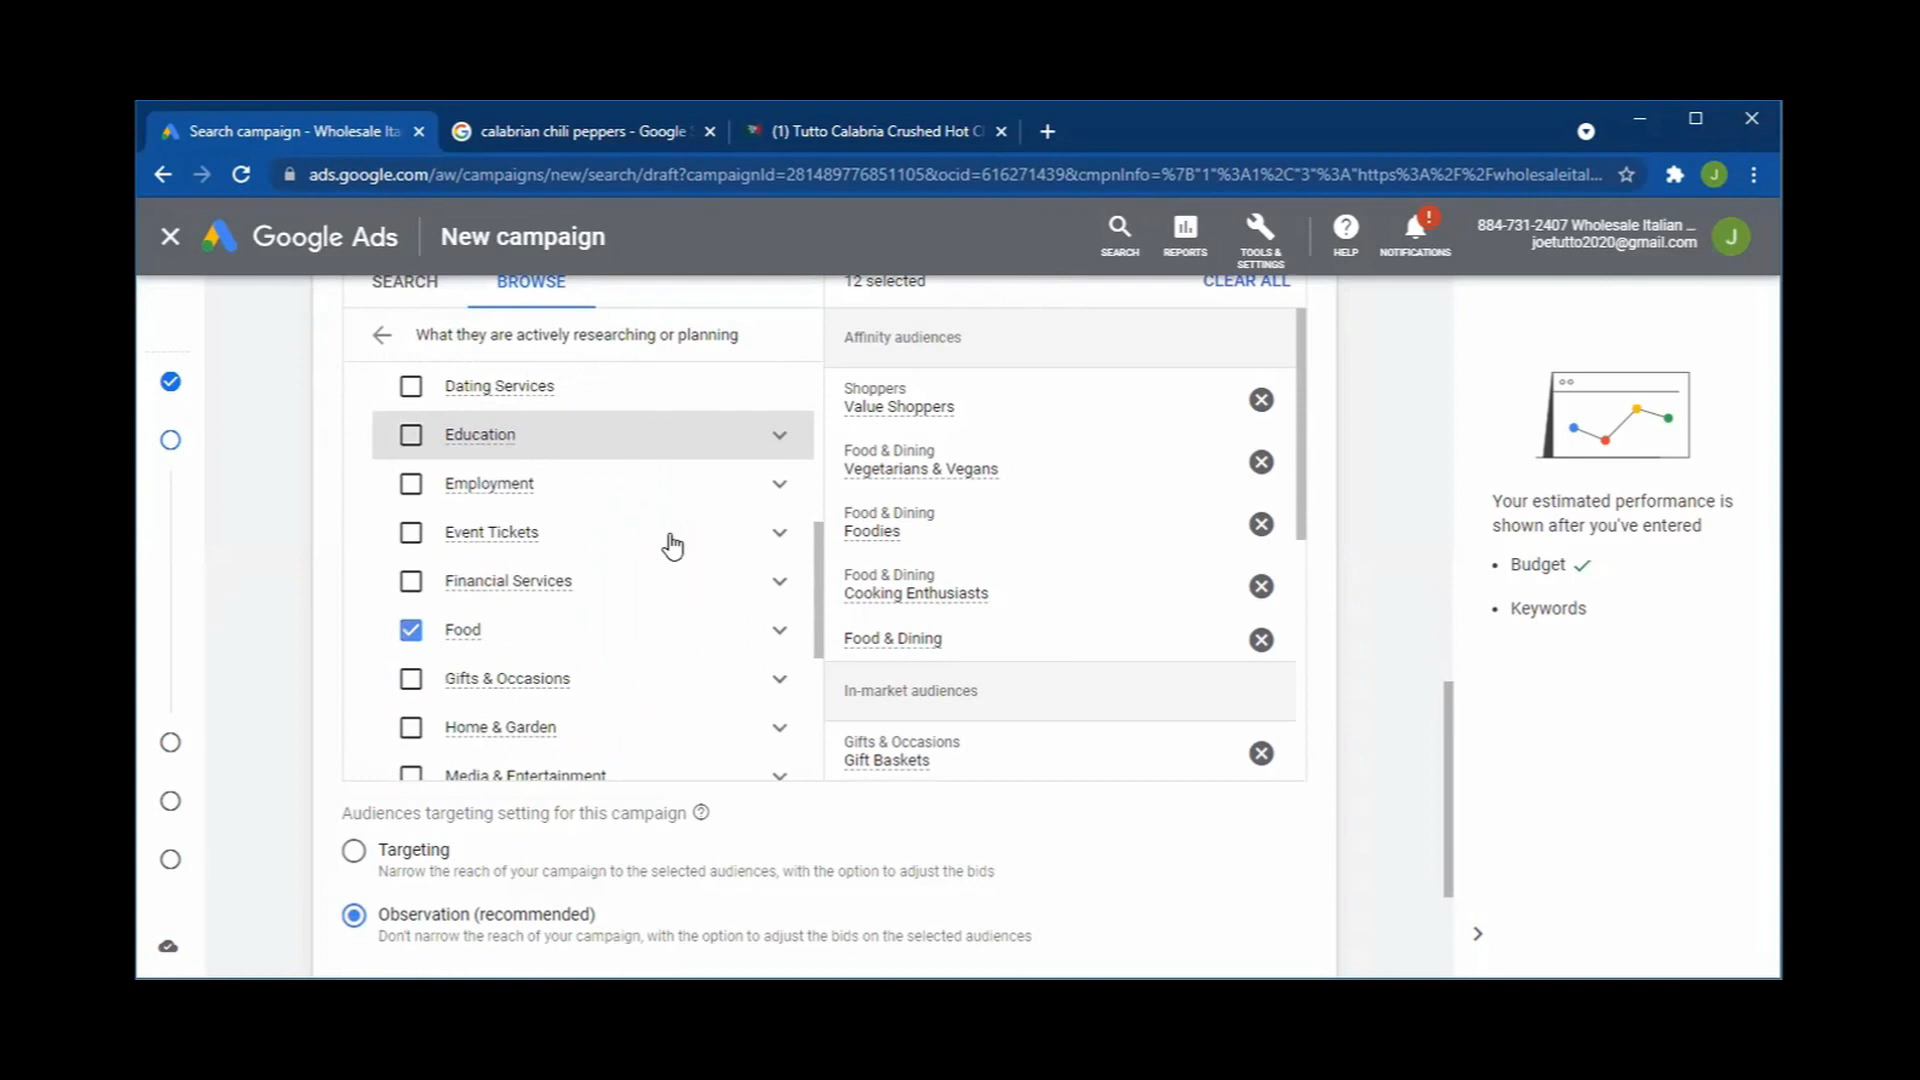 Search campaign - Wholesale Ita
calabrian chili peppers - Google
(1) Tutto Calabria Crushed Hot C
ads.google.com/aw/campaigns/new/search/draft?campaignId=281489776851105&ocid=616271439&cmpnInfo=%7B"1"%3A1%2C"3"%3A"https%3A%2F%2Fwholesaleital...
J
Google Ads
New campaign
SEARCH
REPORTS
TOOLS &
SETTINGS
HELP
NOTIFICATIONS
884-731-2407 Wholesale Italian ...
joetutto2020@gmail.com
J
SEARCH
BROWSE
12 selected
CLEAR ALL
What they are actively researching or planning
Dating Services
Education
Employment
Event Tickets
Financial Services
Food
Gifts & Occasions
Home & Garden
Media & Entertainment
Affinity audiences
Shoppers
Value Shoppers
Food & Dining
Vegetarians & Vegans
Food & Dining
Foodies
Food & Dining
Cooking Enthusiasts
Food & Dining
In-market audiences
Gifts & Occasions
Gift Baskets
Audiences targeting setting for this campaign
Targeting
Narrow the reach of your campaign to the selected audiences, with the option to adjust the bids
Observation (recommended)
Don't narrow the reach of your campaign, with the option to adjust the bids on the selected audiences
Your estimated performance is
shown after you've entered
• Budget
• Keywords